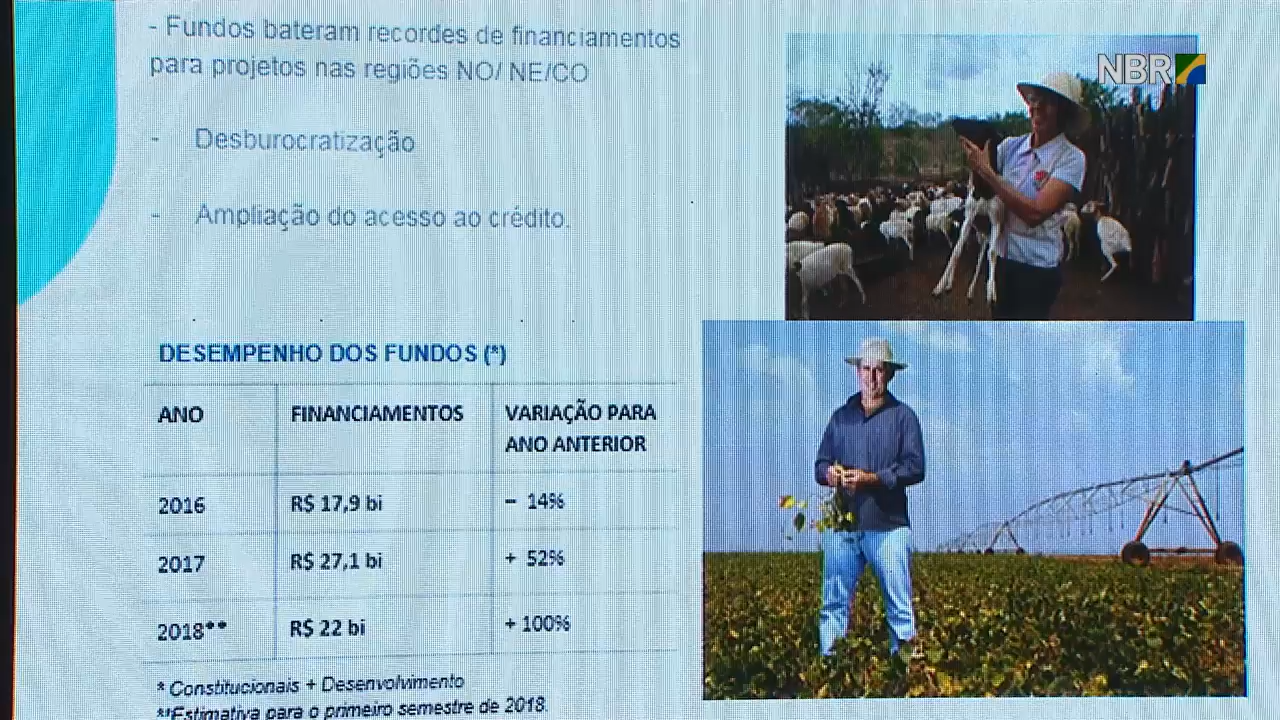 - Fundos bateram recordes de financiamentos
para projetos nas regiões NO/ NE/CO
- Desburocratização
- Ampliação do acesso ao crédito.
NBR
DESEMPENHO DOS FUNDOS (*)
ANO FINANCIAMENTOS VARIAÇÃO PARA
ANO ANTERIOR
2016 R$ 17,9 bi – 14%
2017 R$ 27,1 bi + 52%
2018** R$ 22 bi + 100%
* Constitucionais + Desenvolvimento
**Estimativa para o primeiro semestre de 2018.